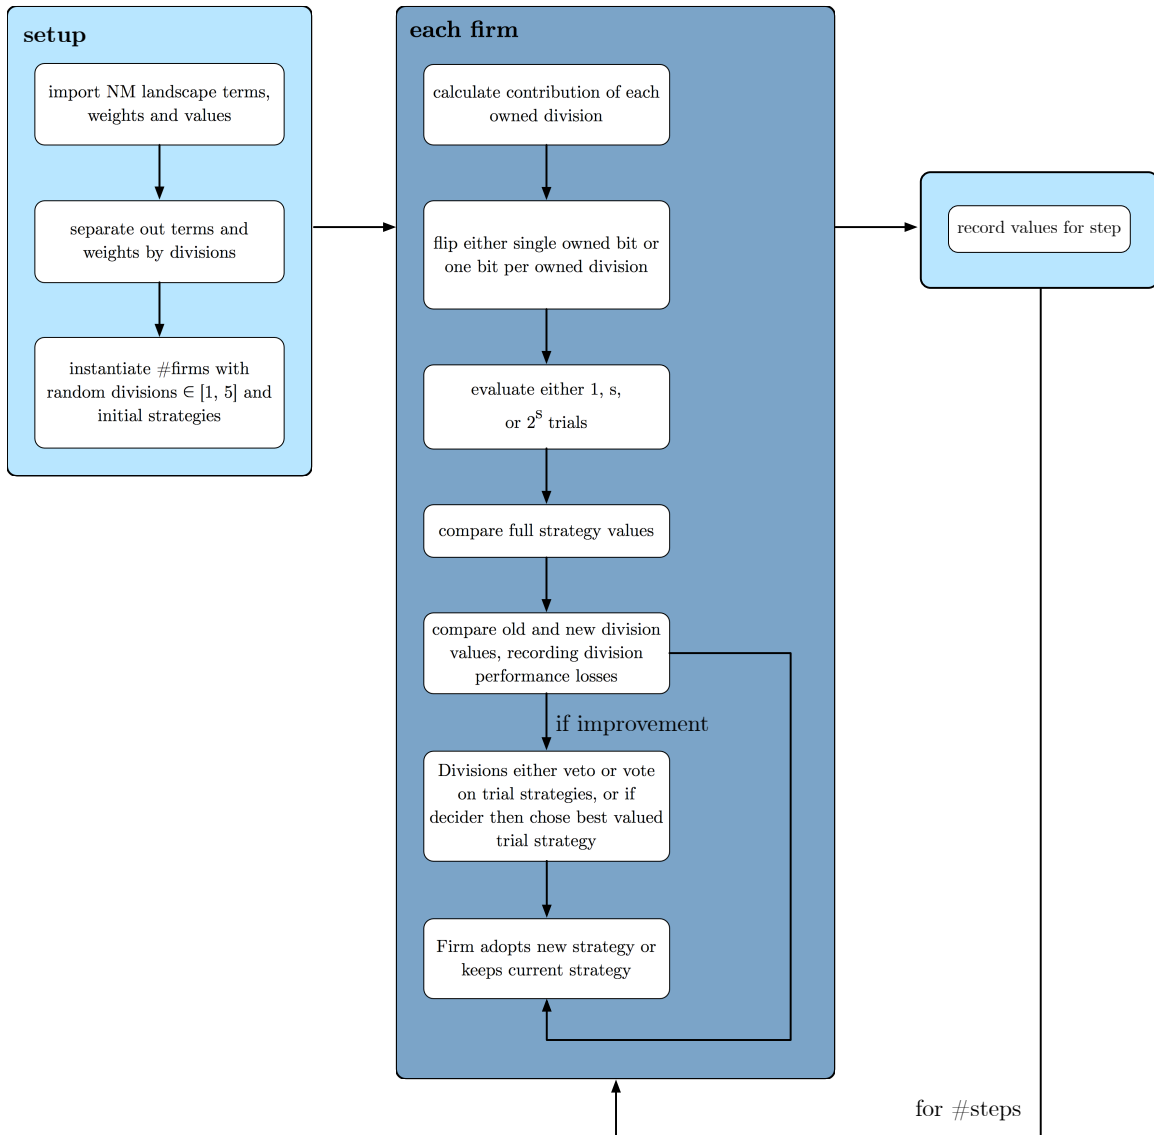 setup
import NM landscape terms,
weights and values
separate out terms and
weights by divisions
instantiate #firms with
random divisions ∈ [1, 5] and
initial strategies
each firm
calculate contribution of each
owned division
flip either single owned bit or
one bit per owned division
evaluate either 1, s,
or 2^s trials
compare full strategy values
compare old and new division
values, recording division
performance losses
if improvement
Divisions either veto or vote
on trial strategies, or if
decider then chose best valued
trial strategy
Firm adopts new strategy or
keeps current strategy
record values for step
for #steps